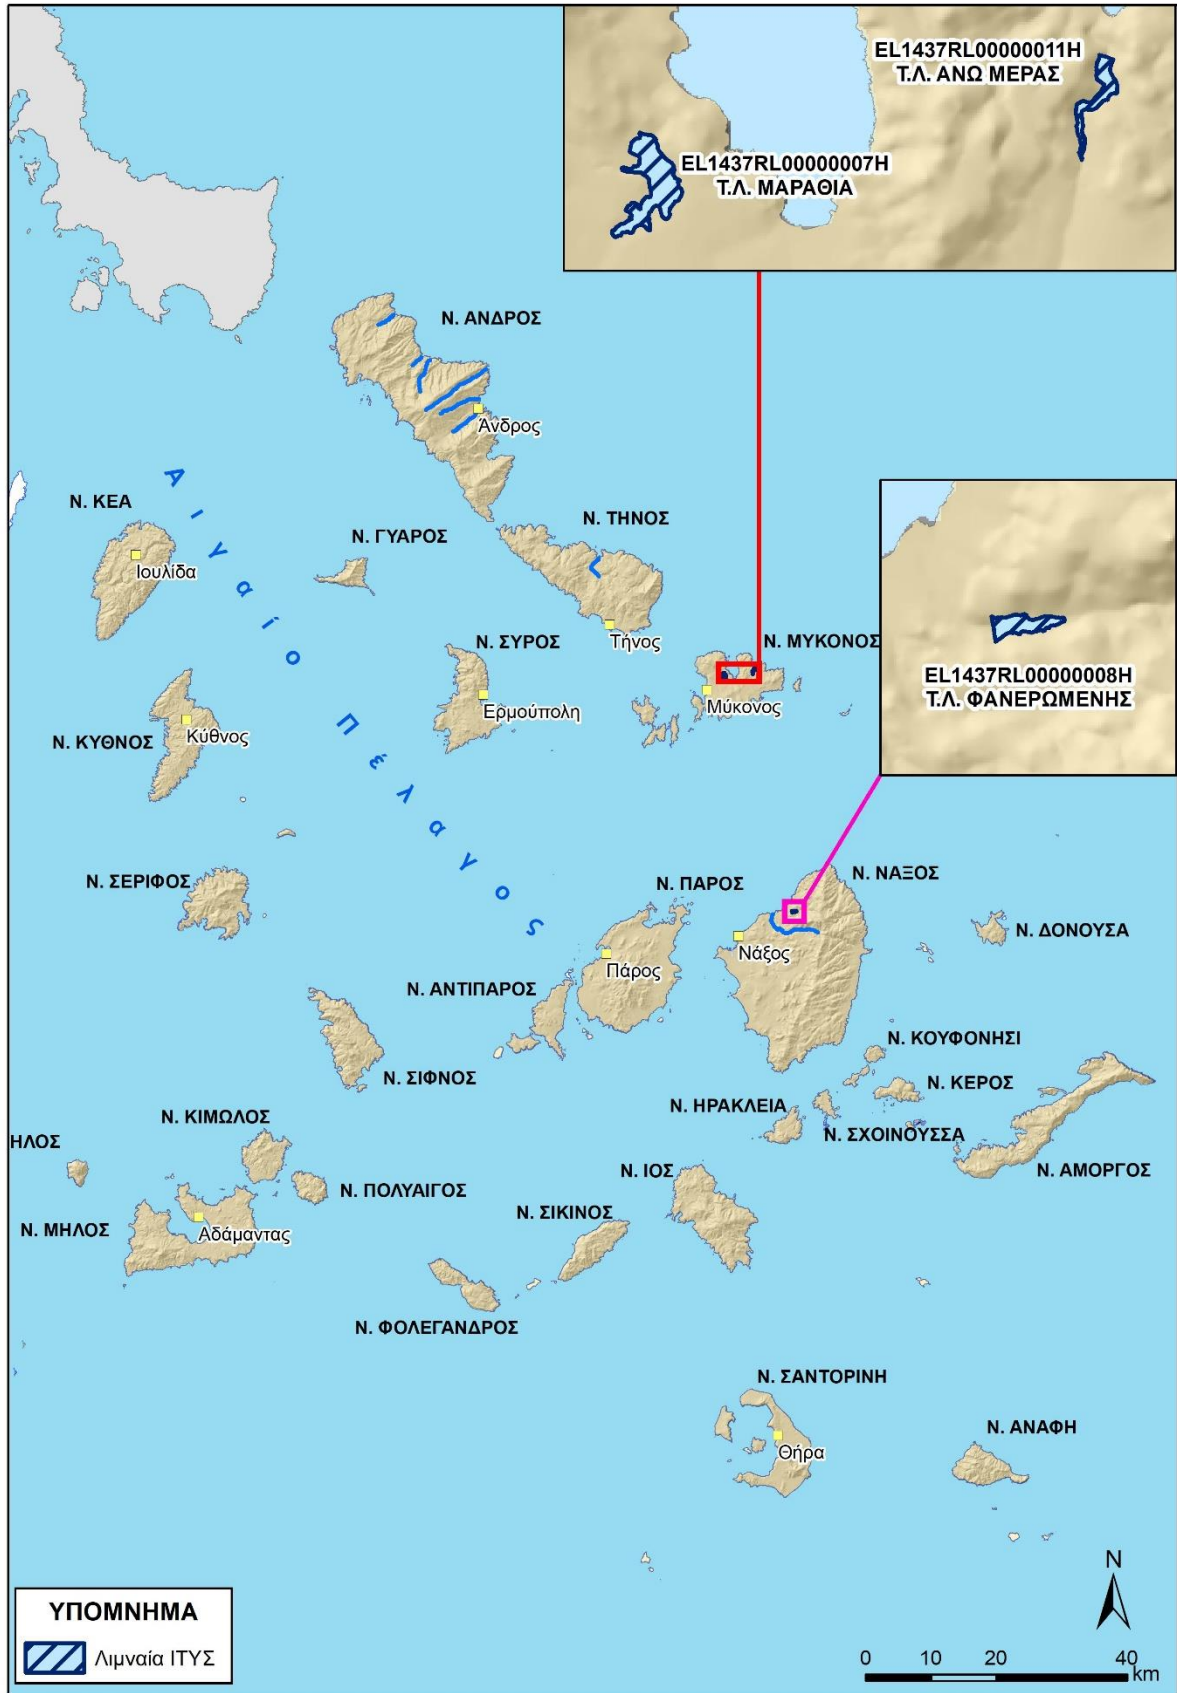 EL1437RL00000011H
Τ.Λ. ΑΝΩ ΜΕΡΑΣ
EL1437RL00000007H
Τ.Λ. ΜΑΡΑΘΙΑ
Ν. ΑΝΔΡΟΣ
Άνδρος
Ν. ΚΕΑ
Ιουλίδα
Ν. ΓΥΑΡΟΣ
Ν. ΤΗΝΟΣ
Τήνος
Αιγαίο Πέλαγος
Ν. ΣΥΡΟΣ
Ερμούπολη
Ν. ΜΥΚΟΝΟΣ
Μύκονος
EL1437RL00000008H
Τ.Λ. ΦΑΝΕΡΩΜΕΝΗΣ
Ν. ΚΥΘΝΟΣ
Κύθνος
Ν. ΣΕΡΙΦΟΣ
Ν. ΠΑΡΟΣ
Πάρος
Ν. ΝΑΞΟΣ
Νάξος
Ν. ΔΟΝΟΥΣΑ
Ν. ΑΝΤΙΠΑΡΟΣ
Ν. ΣΙΦΝΟΣ
Ν. ΚΟΥΦΟΝΗΣΙ
Ν. ΚΕΡΟΣ
Ν. ΗΡΑΚΛΕΙΑ
Ν. ΣΧΟΙΝΟΥΣΣΑ
Ν. ΑΜΟΡΓΟΣ
Ν. ΚΙΜΩΛΟΣ
ΗΛΟΣ
Ν. ΠΟΛΥΑΙΓΟΣ
Ν. ΜΗΛΟΣ
Αδάμαντας
Ν. ΙΟΣ
Ν. ΣΙΚΙΝΟΣ
Ν. ΦΟΛΕΓΑΝΔΡΟΣ
Ν. ΣΑΝΤΟΡΙΝΗ
Θήρα
Ν. ΑΝΑΦΗ
N
ΥΠΟΜΝΗΜΑ
Λιμναία ΙΤΥΣ
0 10 20 40
km